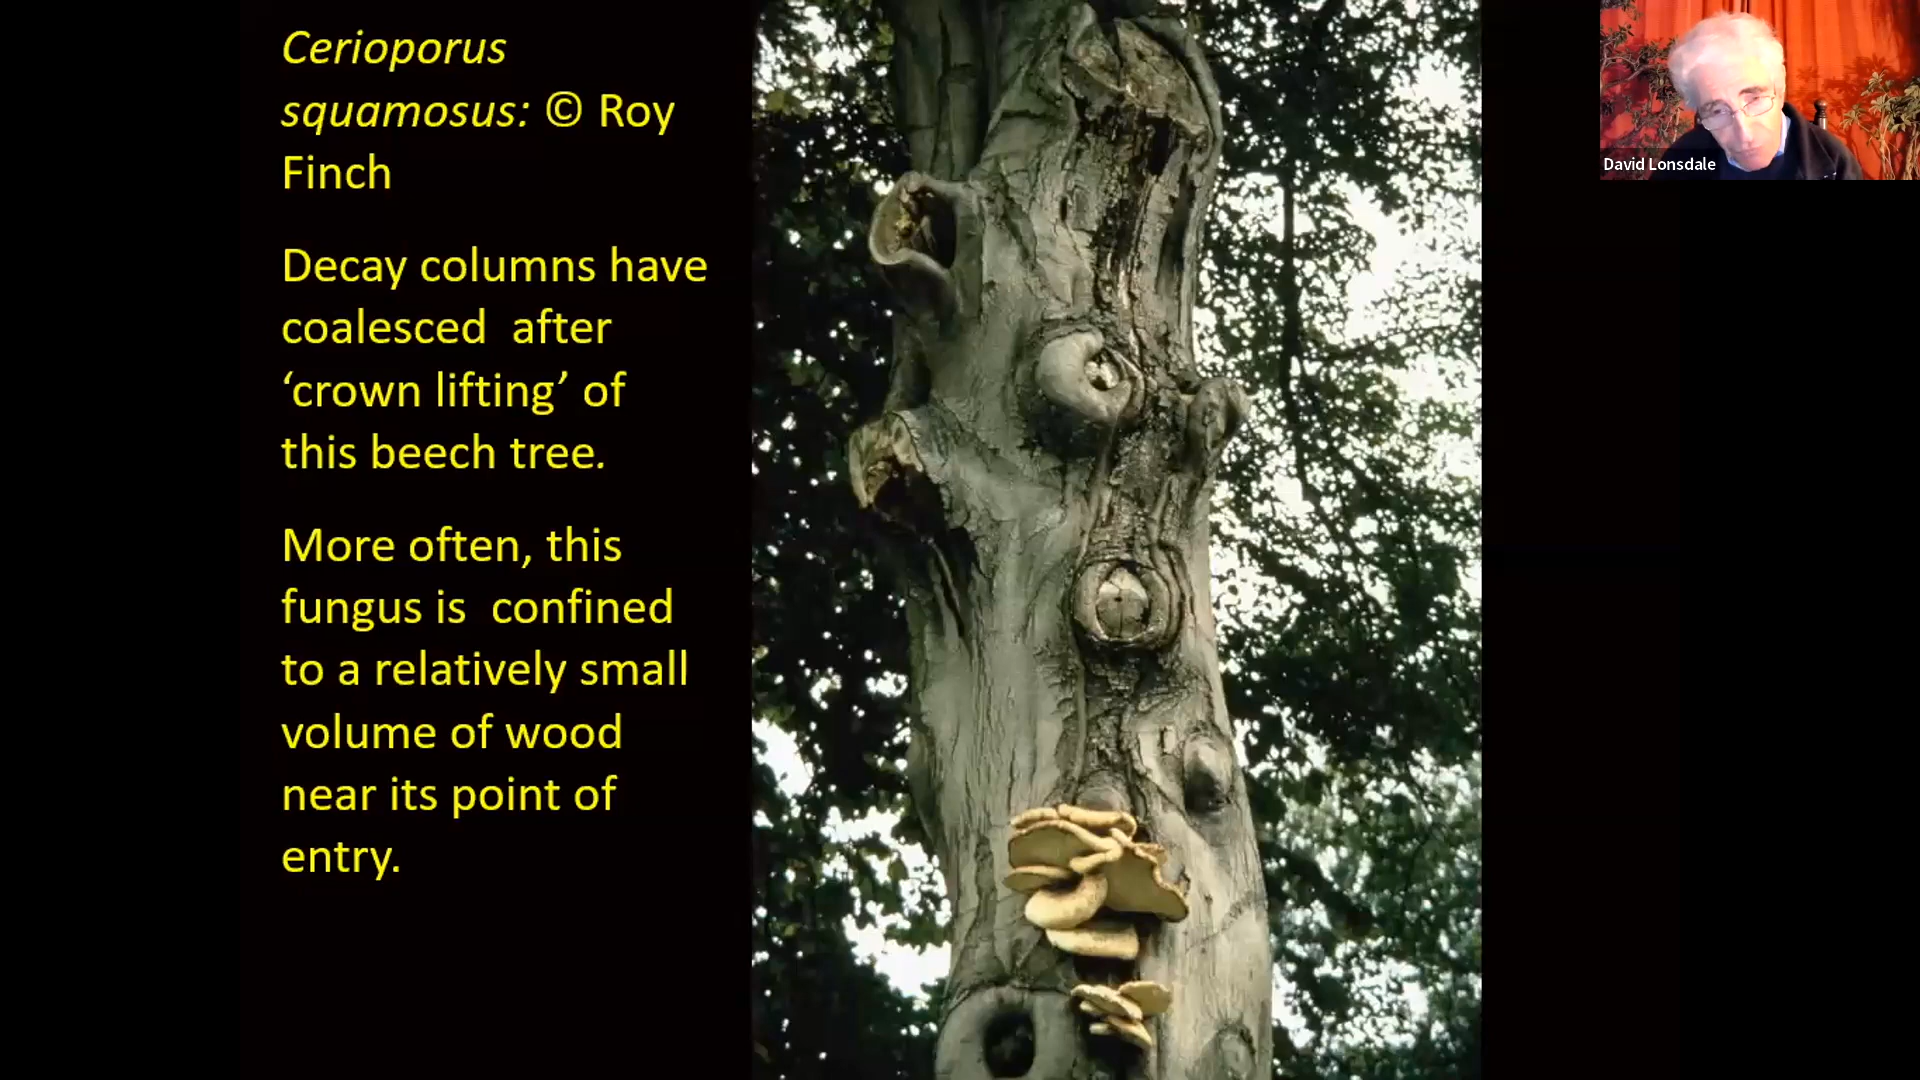 Cerioporus
squamosus: © Roy
Finch
Decay columns have
coalesced  after
‘crown lifting’ of
this beech tree.
More often, this
fungus is  confined
to a relatively small
volume of wood
near its point of
entry.
David Lonsdale